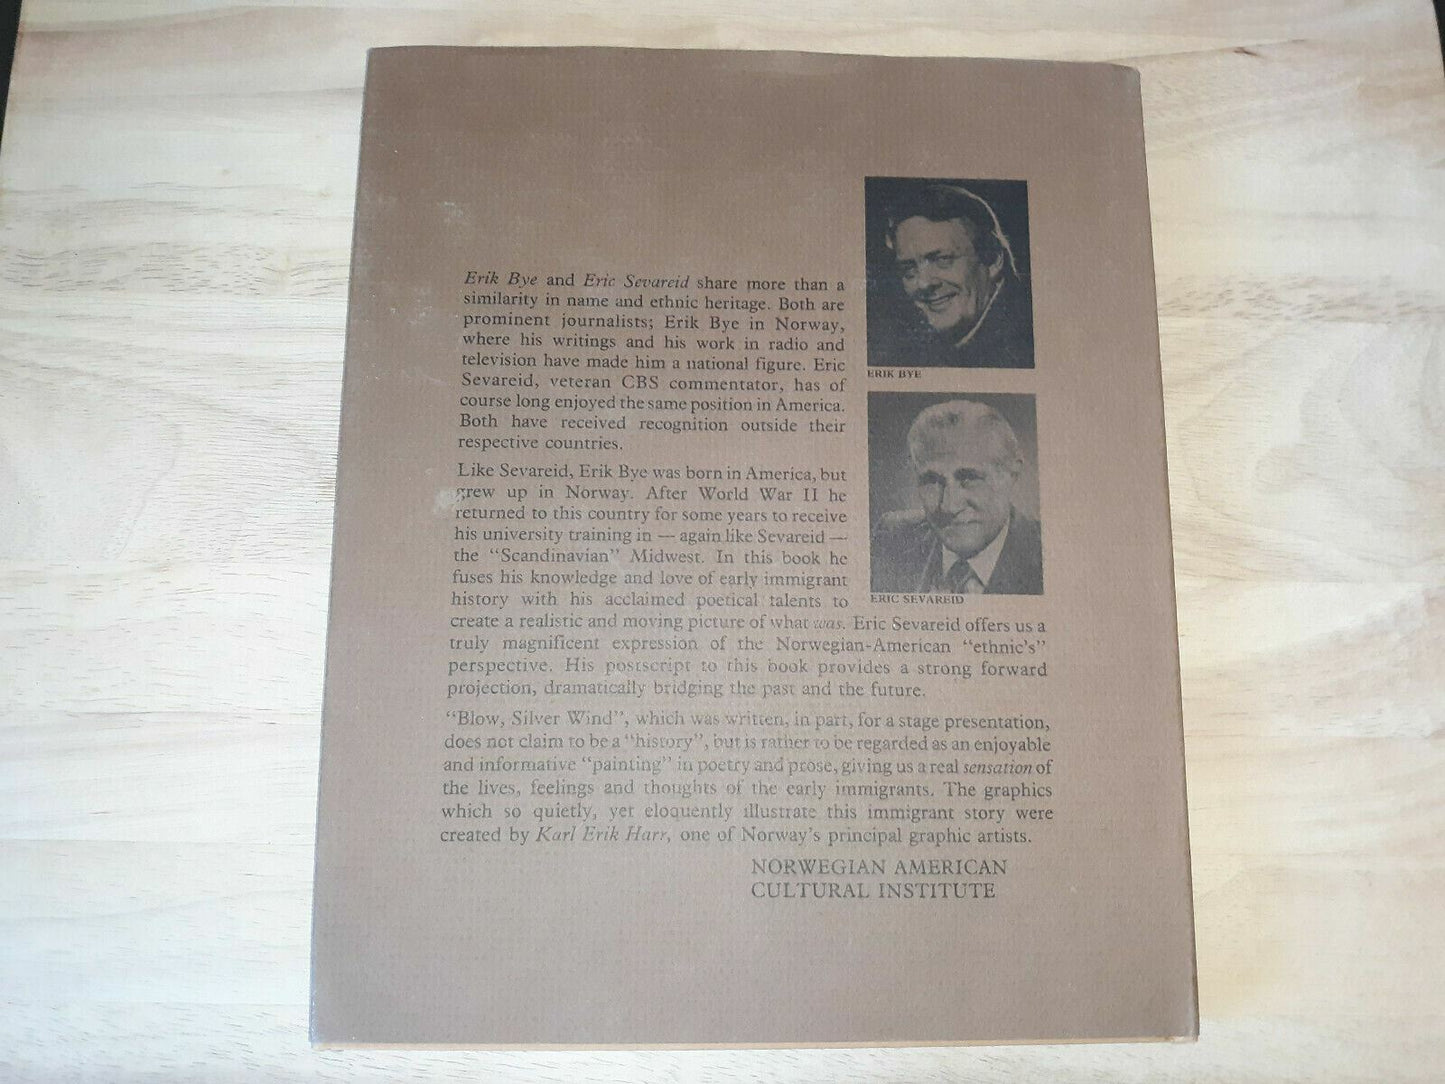 Erik Bye and Eric Sevareid share more than a
similarity in name and ethnic heritage. Both are
prominent journalists; Erik Bye in Norway,
where his writings and his work in radio and
television have made him a national figure. Eric
Sevareid, veteran CBS commentator, has of
course long enjoyed the same position in America.
Both have received recognition outside their
respective countries.
Like Sevareid, Erik Bye was born in America, but
grew up in Norway. After World War II he
returned to this country for some years to receive
his university training in — again like Sevareid —
the "Scandinavian" Midwest. In this book he
fuses his knowledge and love of early immigrant
history with his acclaimed poetical talents to
create a realistic and moving picture of what was. Eric Sevareid offers us a
truly magnificent expression of the Norwegian-American "ethnic's"
perspective. His postscript to this book provides a strong forward
projection, dramatically bridging the past and the future.
"Blow, Silver Wind", which was written, in part, for a stage presentation,
does not claim to be a "history", but is rather to be regarded as an enjoyable
and informative "painting" in poetry and prose, giving us a real sensation of
the lives, feelings and thoughts of the early immigrants. The graphics
which so quietly, yet eloquently illustrate this immigrant story were
created by Karl Erik Harr, one of Norway's principal graphic artists.
NORWEGIAN AMERICAN
CULTURAL INSTITUTE
ERIK BYE
ERIC SEVAREID